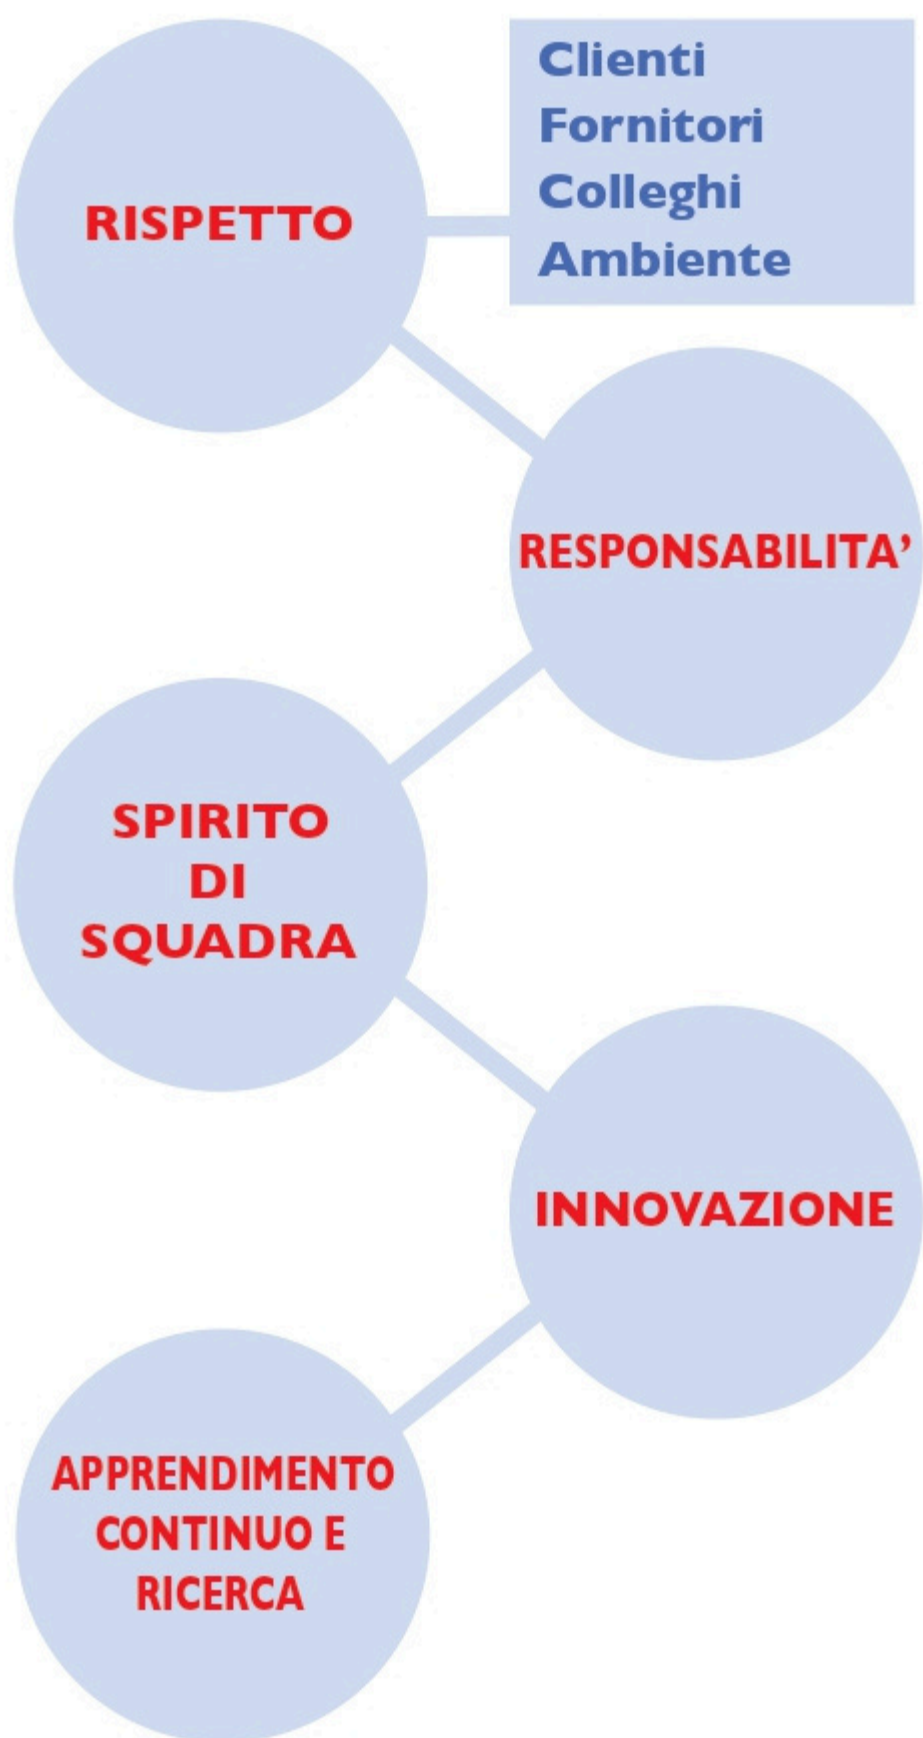 RISPETTO
Clienti
Fornitori
Colleghi
Ambiente
RESPONSABILITA’
SPIRITO
DI
SQUADRA
INNOVAZIONE
APPRENDIMENTO
CONTINUO E
RICERCA